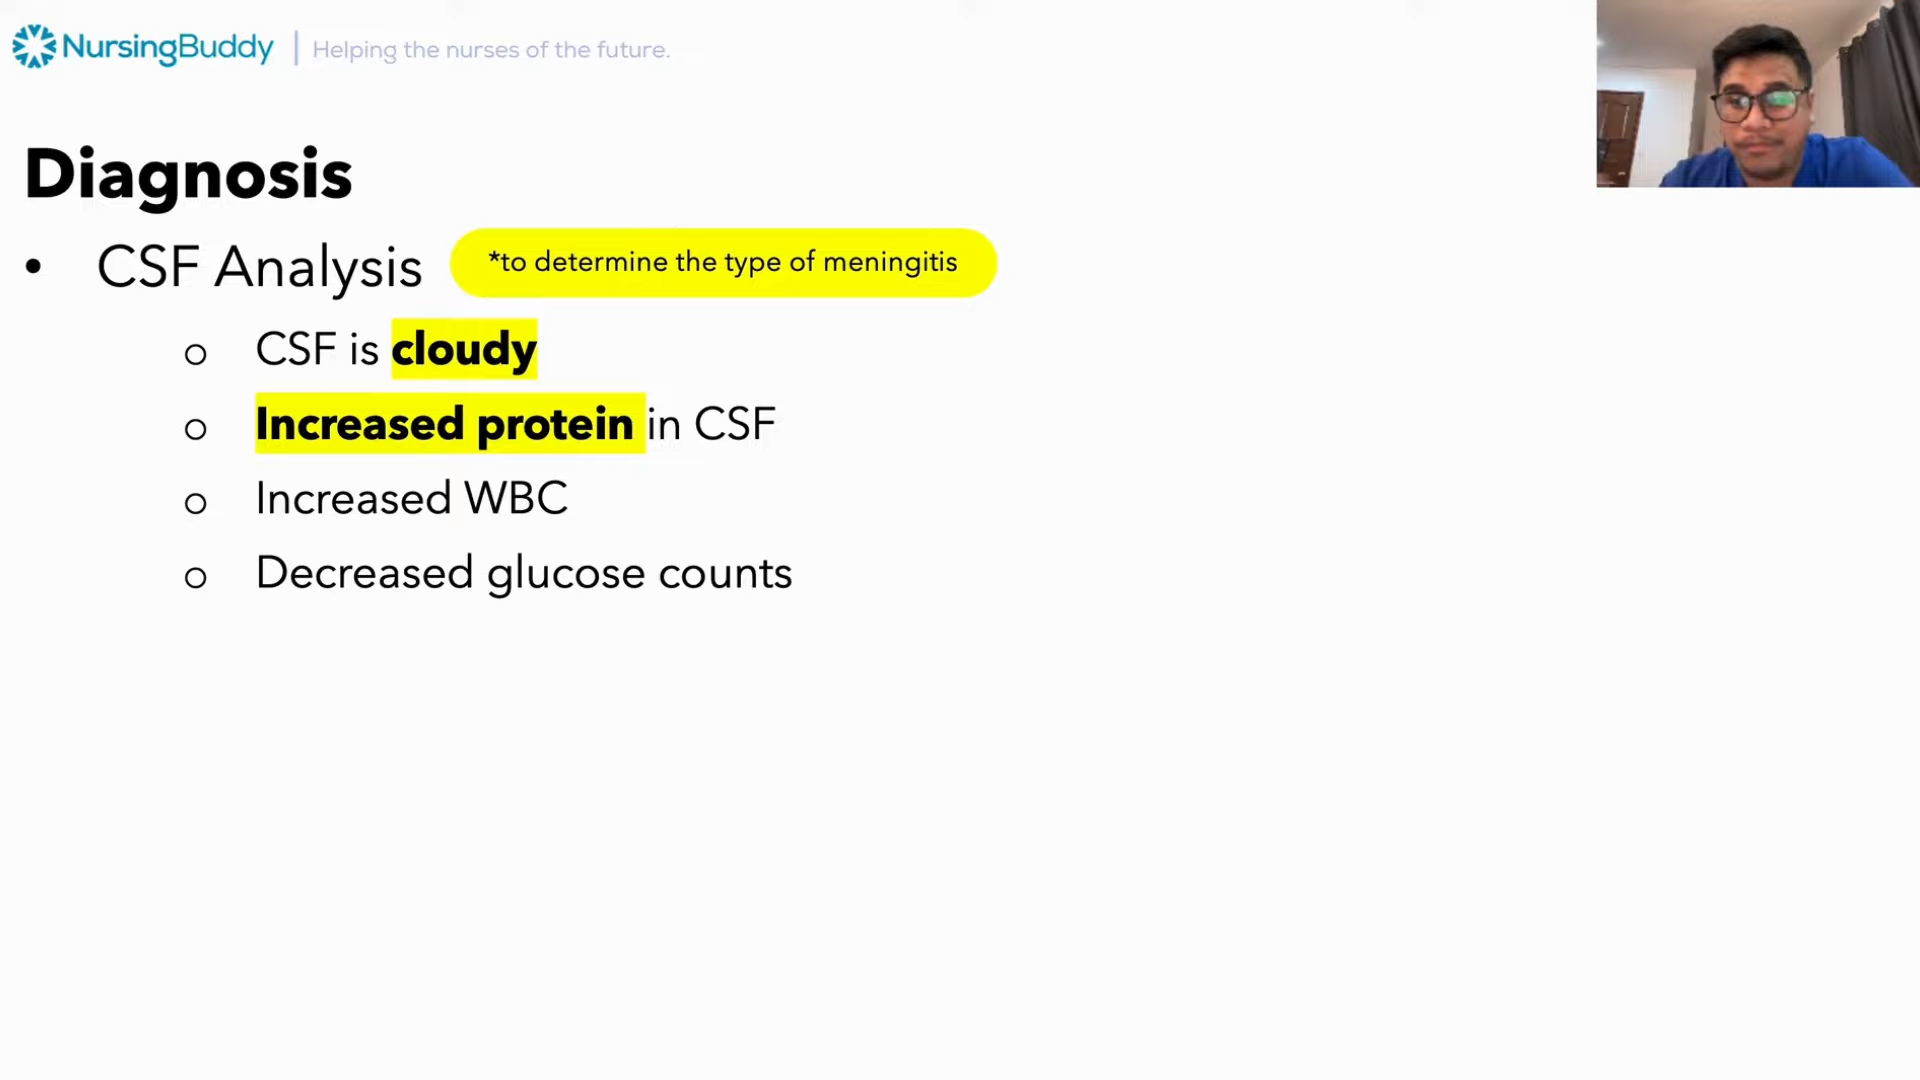 NursingBuddy | Helping the nurses of the future.
Diagnosis
• CSF Analysis *to determine the type of meningitis
o CSF is cloudy
o Increased protein in CSF
o Increased WBC
o Decreased glucose counts